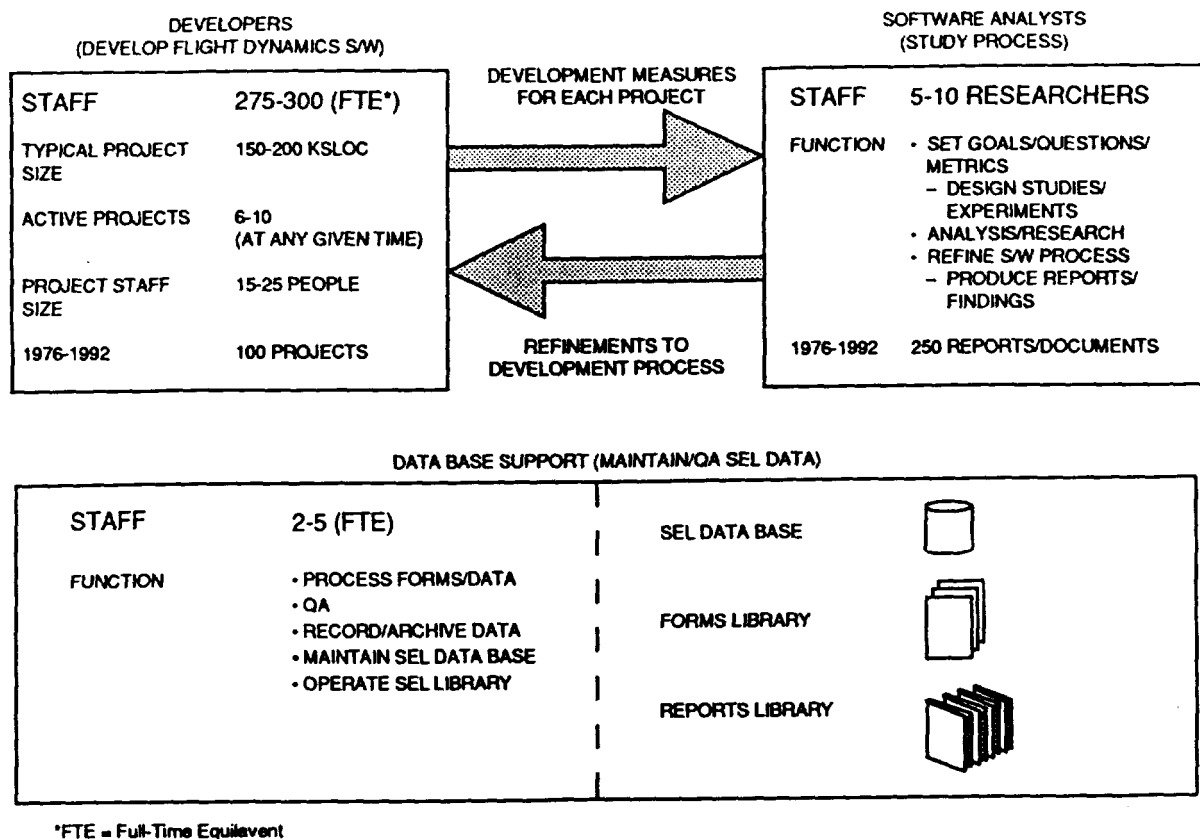 DEVELOPERS
(DEVELOP FLIGHT DYNAMICS S/W)
STAFF 275-300 (FTE*)
TYPICAL PROJECT SIZE 150-200 KSLOC
ACTIVE PROJECTS 6-10
(AT ANY GIVEN TIME)
PROJECT STAFF SIZE 15-25 PEOPLE
1976-1992 100 PROJECTS
DEVELOPMENT MEASURES
FOR EACH PROJECT
REFINEMENTS TO
DEVELOPMENT PROCESS
SOFTWARE ANALYSTS
(STUDY PROCESS)
STAFF 5-10 RESEARCHERS
FUNCTION • SET GOALS/QUESTIONS/
METRICS
– DESIGN STUDIES/
EXPERIMENTS
• ANALYSIS/RESEARCH
• REFINE S/W PROCESS
– PRODUCE REPORTS/
FINDINGS
1976-1992 250 REPORTS/DOCUMENTS
DATA BASE SUPPORT (MAINTAIN/QA SEL DATA)
STAFF 2-5 (FTE)
FUNCTION • PROCESS FORMS/DATA
• QA
• RECORD/ARCHIVE DATA
• MAINTAIN SEL DATA BASE
• OPERATE SEL LIBRARY
SEL DATA BASE
FORMS LIBRARY
REPORTS LIBRARY
*FTE = Full-Time Equilavent